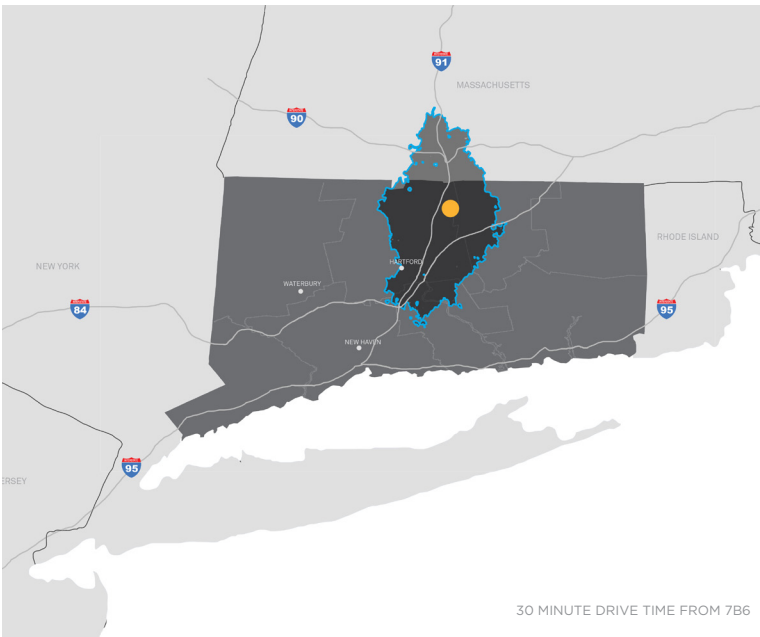 91
MASSACHUSETTS
90
RHODE ISLAND
HARTFORD
NEW YORK
WATERBURY
84
95
NEW HAVEN
95
ERSEY
30 MINUTE DRIVE TIME FROM 7B6